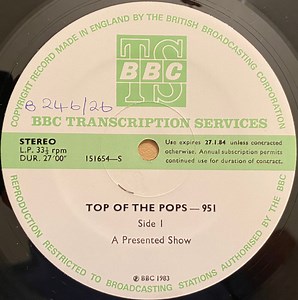 COPYRIGHT RECORD MADE IN ENGLAND BY THE BRITISH BROADCASTING CORPORATION
TS
BBC
B 246/26
BBC TRANSCRIPTION SERVICES
STEREO
L.P. 33⅓ rpm
DUR. 27'00"
151654—S
Use expires 27.1.84 unless contracted
otherwise. Annual subscription permits
continued use for duration of contract.
TOP OF THE POPS — 951
Side 1
A Presented Show
℗ BBC 1983
REPRODUCTION RESTRICTED TO BROADCASTING STATIONS AUTHORISED BY THE BBC